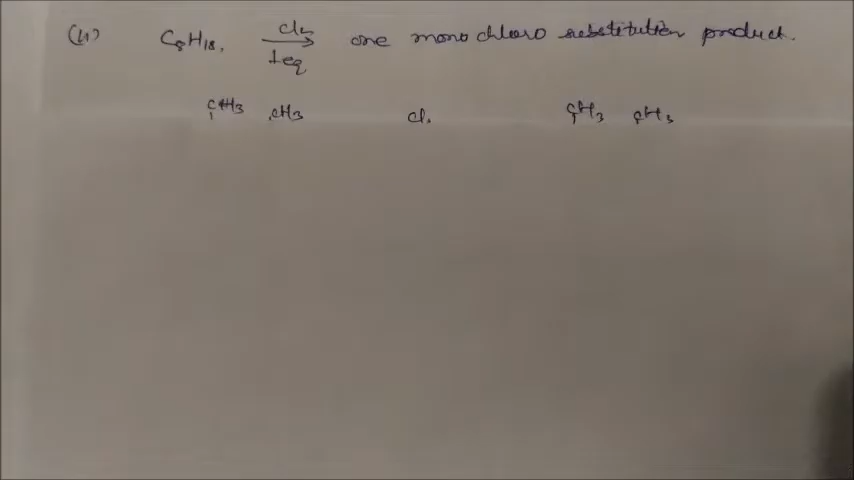 (4) C8H18, Cl2 → 1eq one monochloro substitution product.
CH3 CH3 Cl. CH3 CH3